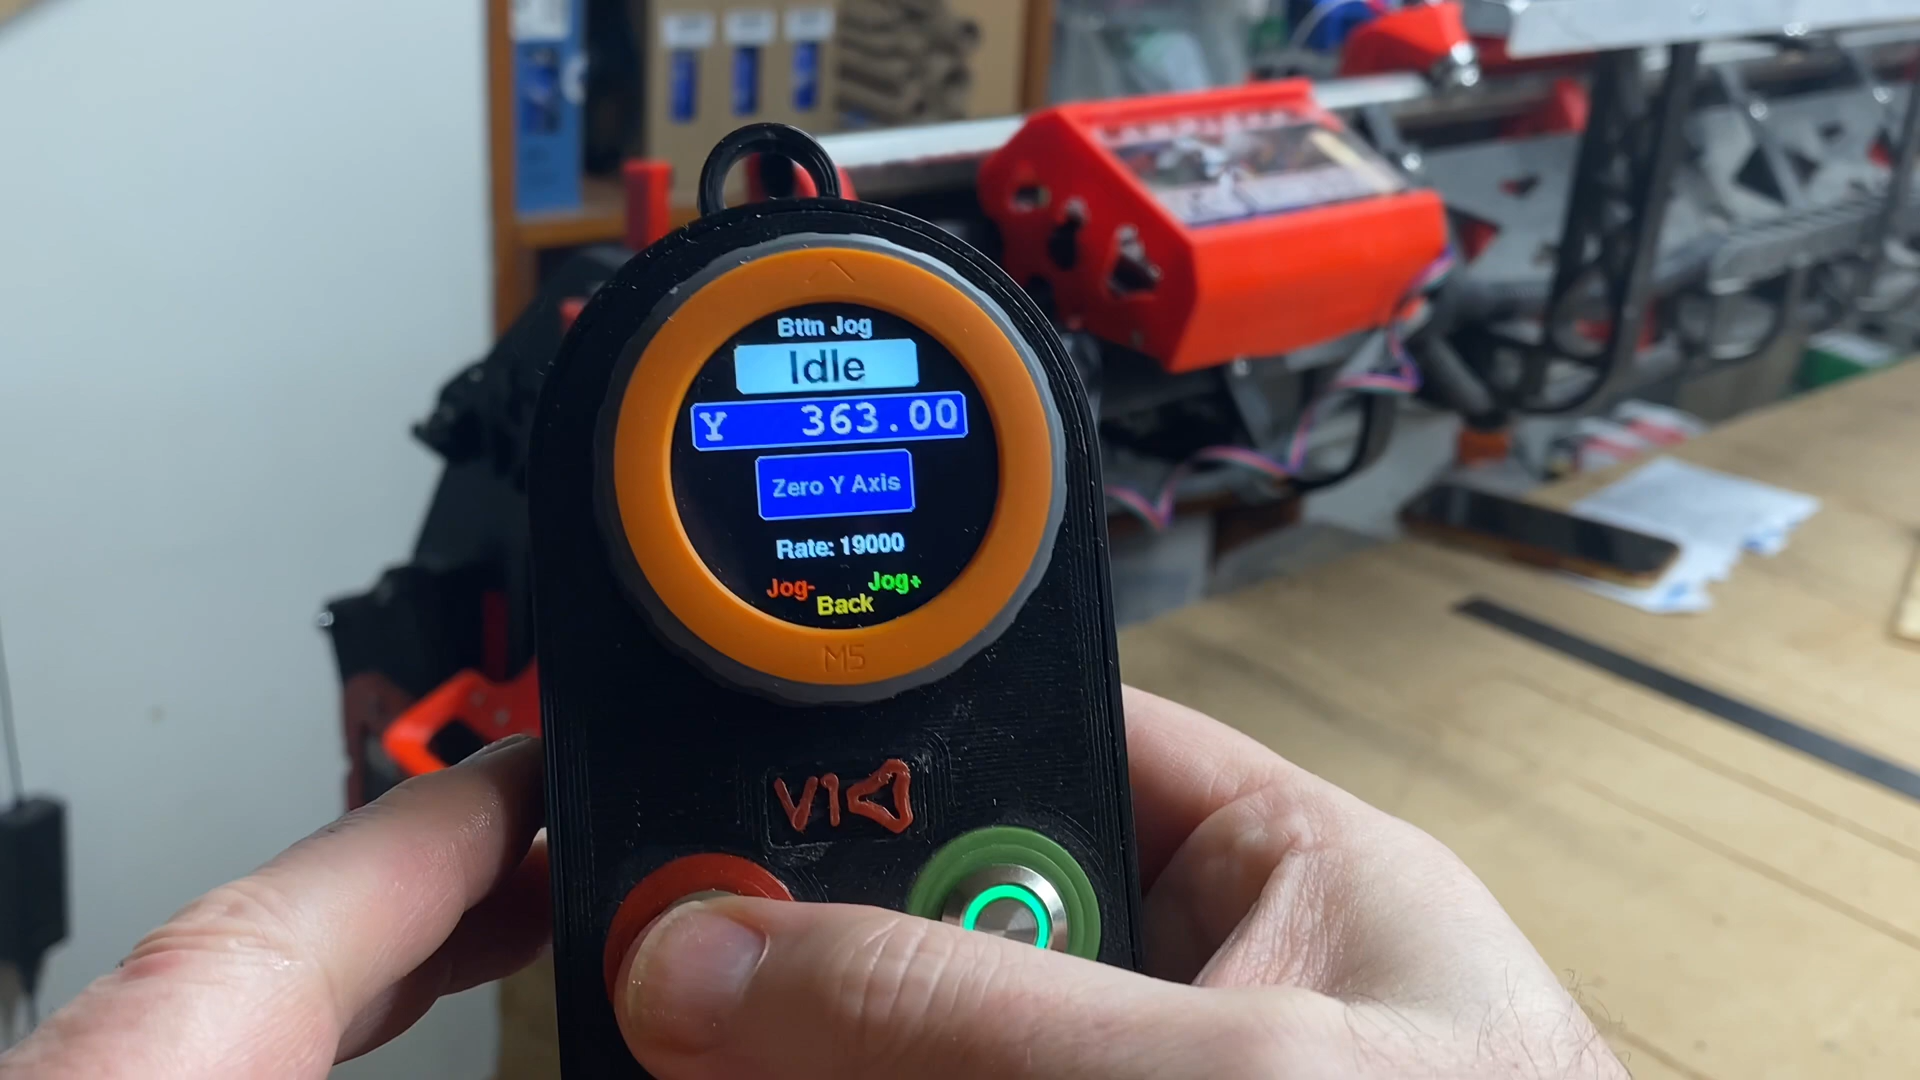 Bttn Jog
Idle
Y 363.00
Zero Y Axis
Rate: 19000
Jog- Jog+
Back
M5
V1